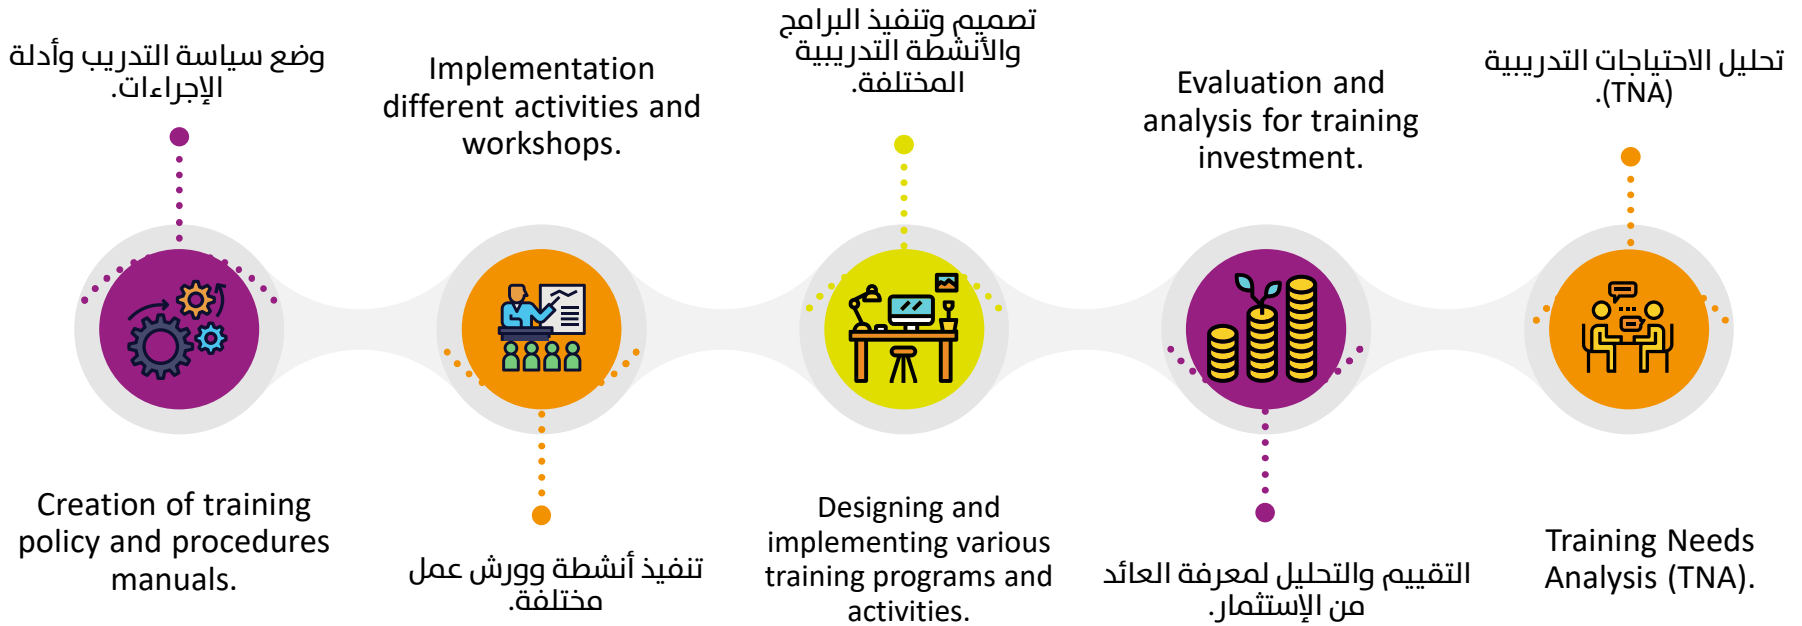 وضع سياسة التدريب وأدلة
الإجراءات.
Creation of training
policy and procedures
manuals.
Implementation
different activities and
workshops.
تنفيذ أنشطة وورش عمل
مختلفة.
تصميم وتنفيذ البرامج
والأنشطة التدريبية
المختلفة.
Designing and
implementing various
training programs and
activities.
Evaluation and
analysis for training
investment.
التقييم والتحليل لمعرفة العائد
من الإستثمار.
تحليل الاحتياجات التدريبية
(TNA).
Training Needs
Analysis (TNA).